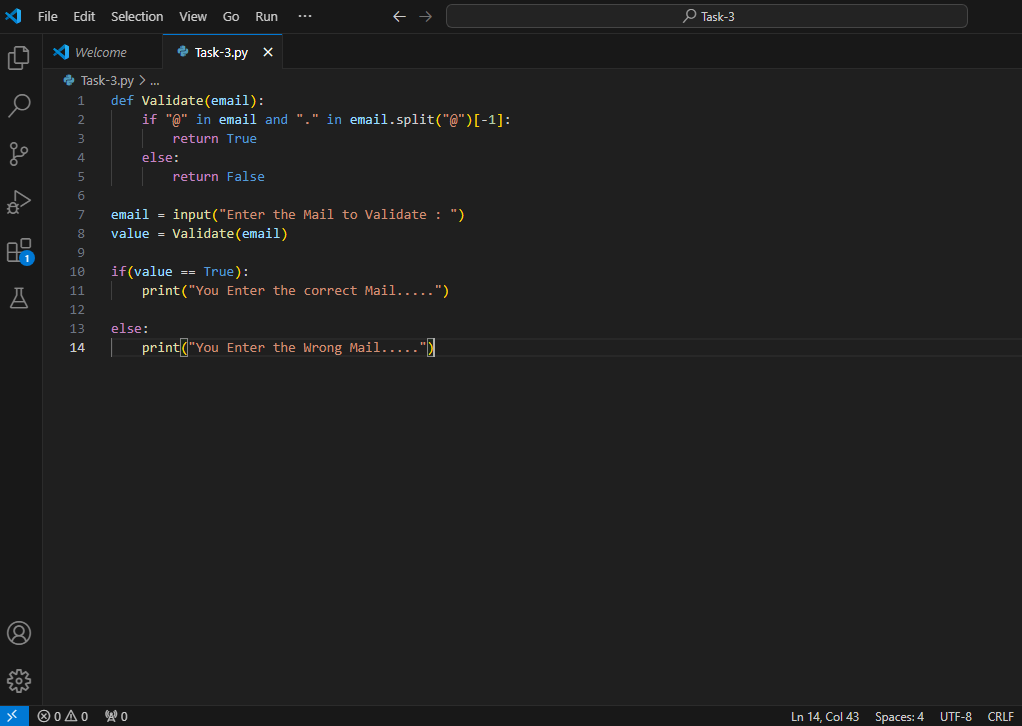 File Edit Selection View Go Run ... Task-3
Welcome Task-3.py
Task-3.py > ...
1 def Validate(email):
2     if "@" in email and "." in email.split("@")[-1]:
3         return True
4     else:
5         return False
6
7 email = input("Enter the Mail to Validate : ")
8 value = Validate(email)
9
10 if(value == True):
11     print("You Enter the correct Mail.....")
12
13 else:
14     print("You Enter the Wrong Mail.....")
1
0 0 0 Ln 14, Col 43 Spaces: 4 UTF-8 CRLF